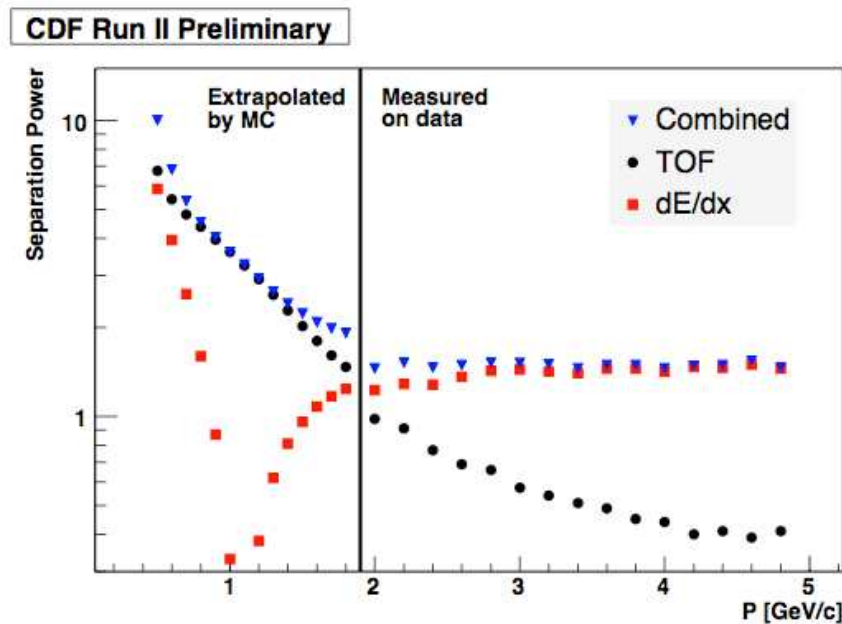 CDF Run II Preliminary
Separation Power
10
1
Extrapolated
by MC
Measured
on data
Combined
TOF
dE/dx
1
2
3
4
5
P [GeV/c]